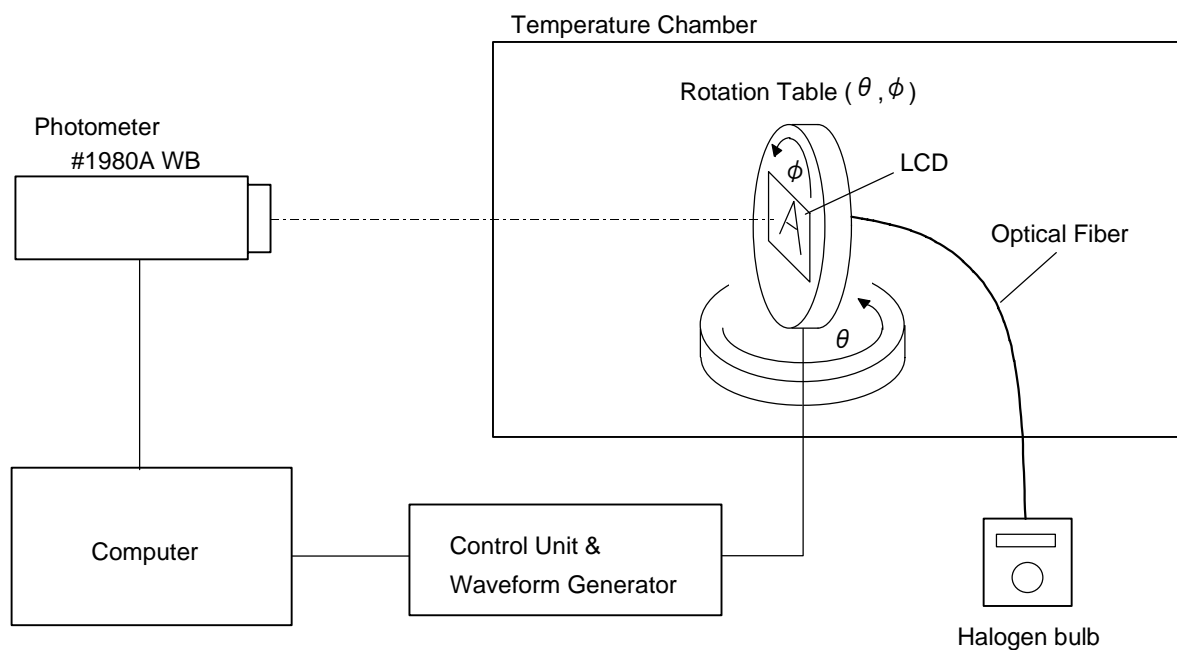 Temperature Chamber
Rotation Table ( θ , ϕ )
Photometer
#1980A WB
ϕ
LCD
A
Optical Fiber
θ
Computer
Control Unit &
Waveform Generator
Halogen bulb